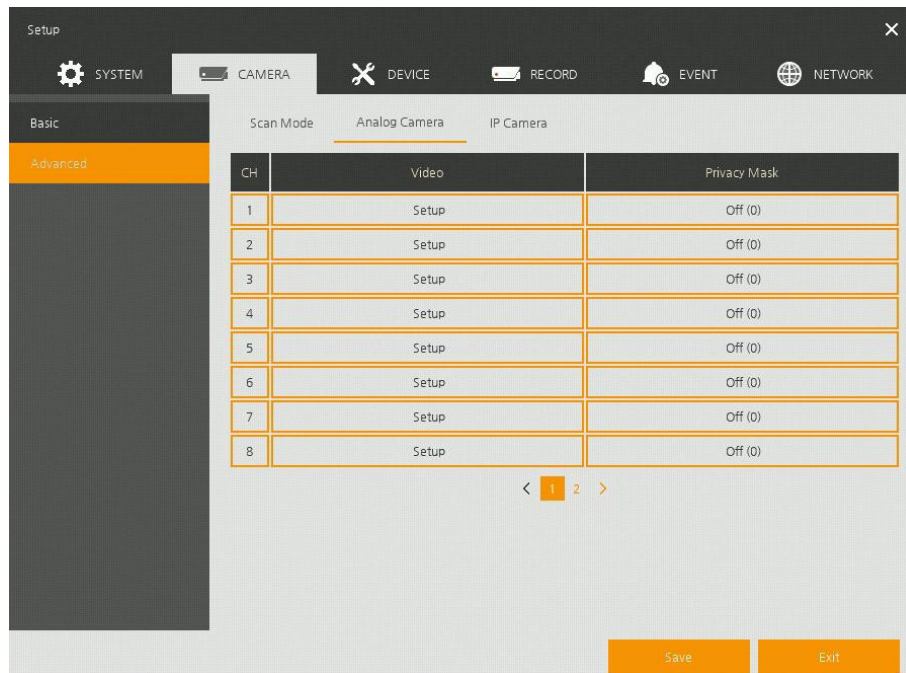 Setup
SYSTEM CAMERA DEVICE RECORD EVENT NETWORK
Basic
Advanced
Scan Mode Analog Camera IP Camera
CH Video Privacy Mask
1 Setup Off (0)
2 Setup Off (0)
3 Setup Off (0)
4 Setup Off (0)
5 Setup Off (0)
6 Setup Off (0)
7 Setup Off (0)
8 Setup Off (0)
< 1 2 >
Save Exit